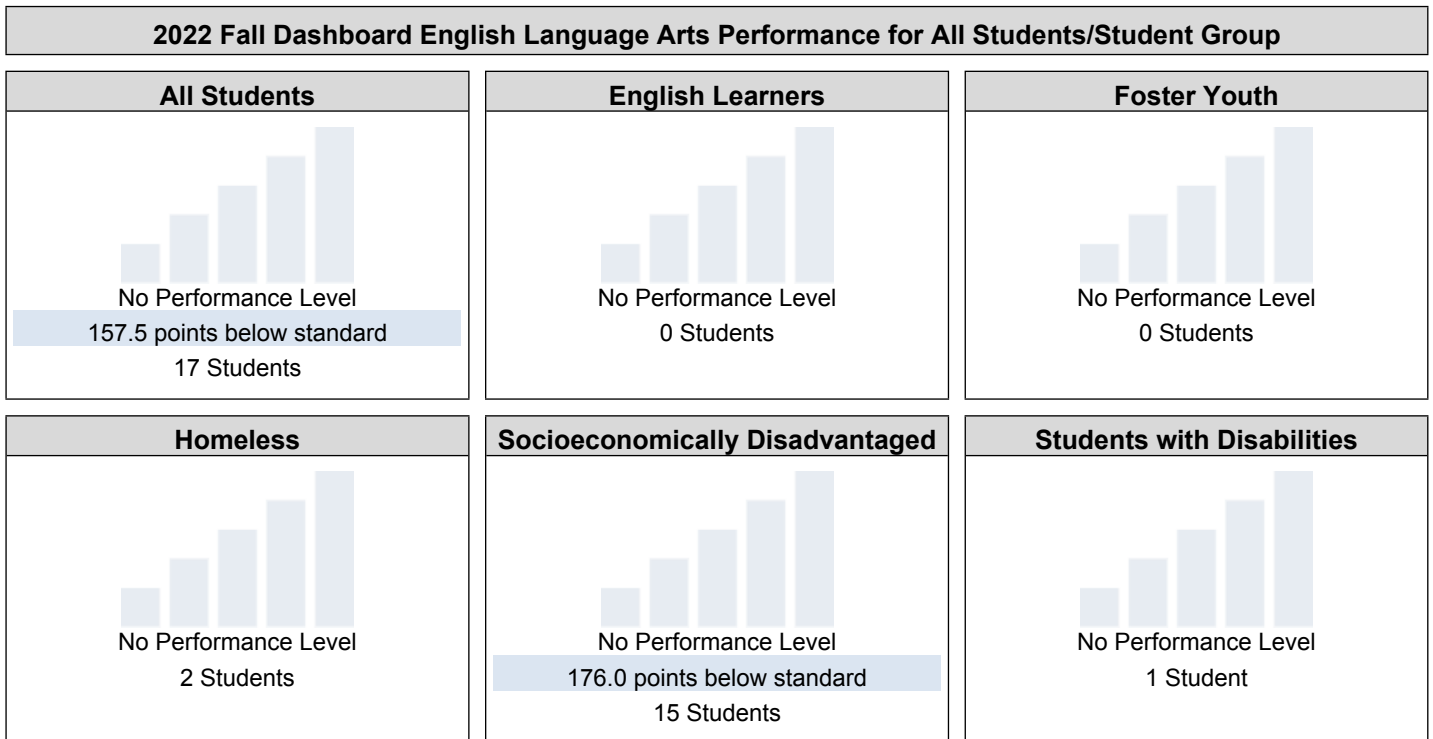 2022 Fall Dashboard English Language Arts Performance for All Students/Student Group
All Students
No Performance Level
157.5 points below standard
17 Students
English Learners
No Performance Level
0 Students
Foster Youth
No Performance Level
0 Students
Homeless
No Performance Level
2 Students
Socioeconomically Disadvantaged
No Performance Level
176.0 points below standard
15 Students
Students with Disabilities
No Performance Level
1 Student